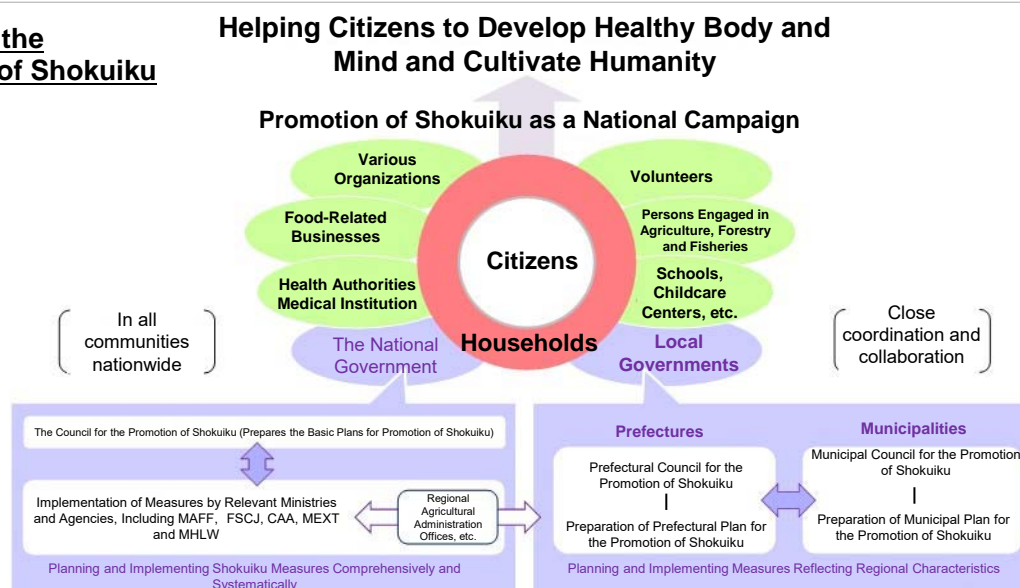 the
of Shokuiku
Helping Citizens to Develop Healthy Body and
Mind and Cultivate Humanity
Promotion of Shokuiku as a National Campaign
Various
Organizations
Volunteers
Food-Related
Businesses
Persons Engaged in
Agriculture, Forestry
and Fisheries
Citizens
Health Authorities
Medical Institution
Schools,
Childcare
Centers, etc.
In all
communities
nationwide
The National
Government
Households
Local
Governments
Close
coordination and
collaboration
The Council for the Promotion of Shokuiku (Prepares the Basic Plans for Promotion of Shokuiku)
Implementation of Measures by Relevant Ministries
and Agencies, Including MAFF, FSCJ, CAA, MEXT
and MHLW
Regional
Agricultural
Administration
Offices, etc.
Planning and Implementing Shokuiku Measures Comprehensively and
Systematically
Prefectures
Prefectural Council for the
Promotion of Shokuiku
Preparation of Prefectural Plan for
the Promotion of Shokuiku
Municipalities
Municipal Council for the Promotion
of Shokuiku
Preparation of Municipal Plan for
the Promotion of Shokuiku
Planning and Implementing Measures Reflecting Regional Characteristics